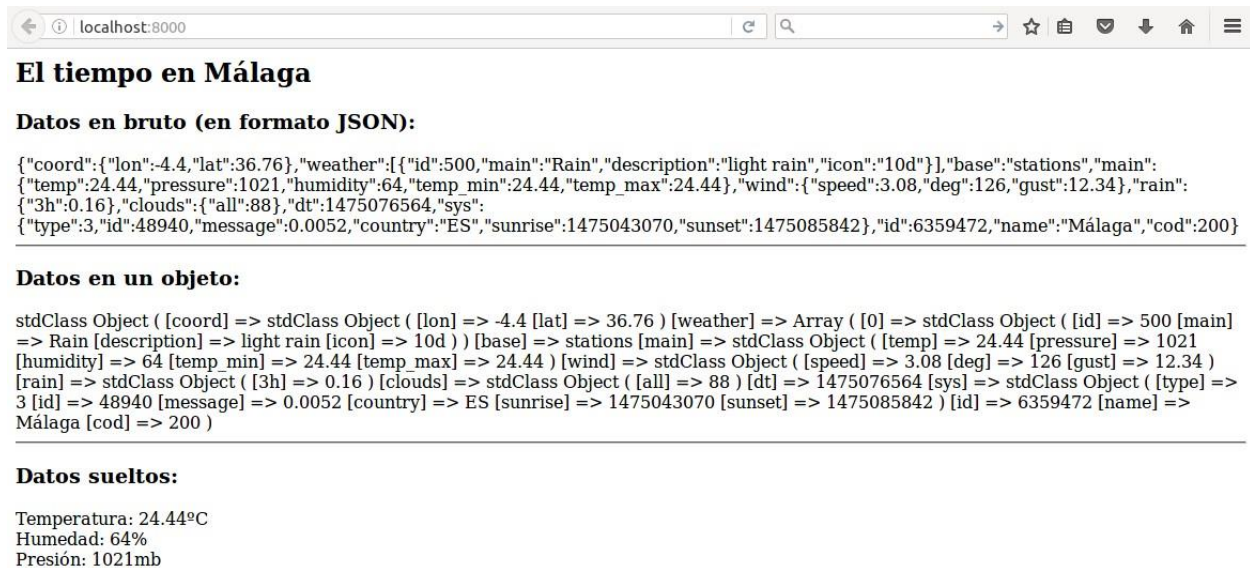 localhost:8000
El tiempo en Málaga
Datos en bruto (en formato JSON):
{"coord":{"lon":-4.4,"lat":36.76},"weather":[{"id":500,"main":"Rain","description":"light rain","icon":"10d"}],"base":"stations","main":
{"temp":24.44,"pressure":1021,"humidity":64,"temp_min":24.44,"temp_max":24.44},"wind":{"speed":3.08,"deg":126,"gust":12.34},"rain":
{"3h":0.16},"clouds":{"all":88},"dt":1475076564,"sys":
{"type":3,"id":48940,"message":0.0052,"country":"ES","sunrise":1475043070,"sunset":1475085842},"id":6359472,"name":"Málaga","cod":200}
Datos en un objeto:
stdClass Object ( [coord] => stdClass Object ( [lon] => -4.4 [lat] => 36.76 ) [weather] => Array ( [0] => stdClass Object ( [id] => 500 [main]
=> Rain [description] => light rain [icon] => 10d ) ) [base] => stations [main] => stdClass Object ( [temp] => 24.44 [pressure] => 1021
[humidity] => 64 [temp_min] => 24.44 [temp_max] => 24.44 ) [wind] => stdClass Object ( [speed] => 3.08 [deg] => 126 [gust] => 12.34 )
[rain] => stdClass Object ( [3h] => 0.16 ) [clouds] => stdClass Object ( [all] => 88 ) [dt] => 1475076564 [sys] => stdClass Object ( [type] =>
3 [id] => 48940 [message] => 0.0052 [country] => ES [sunrise] => 1475043070 [sunset] => 1475085842 ) [id] => 6359472 [name] =>
Málaga [cod] => 200 )
Datos sueltos:
Temperatura: 24.44ºC
Humedad: 64%
Presión: 1021mb